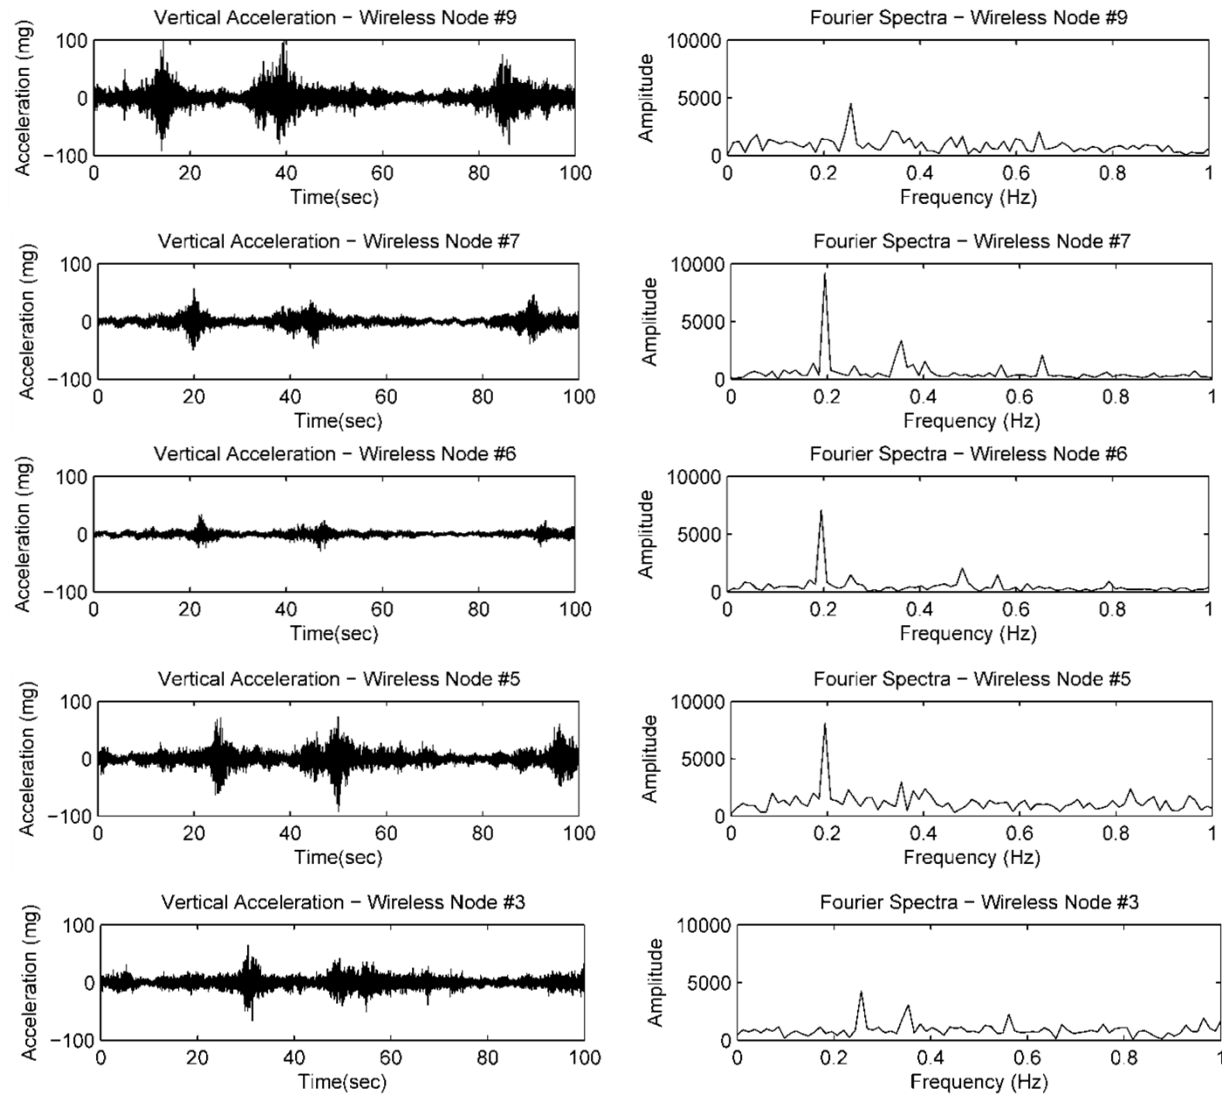 Vertical Acceleration − Wireless Node #9
Acceleration (mg)
100
0
−100
0 20 40 60 80 100
Time(sec)
Fourier Spectra − Wireless Node #9
Amplitude
10000
5000
0
0 0.2 0.4 0.6 0.8 1
Frequency (Hz)
Vertical Acceleration − Wireless Node #7
Acceleration (mg)
100
0
−100
0 20 40 60 80 100
Time(sec)
Fourier Spectra − Wireless Node #7
Amplitude
10000
5000
0
0 0.2 0.4 0.6 0.8 1
Frequency (Hz)
Vertical Acceleration − Wireless Node #6
Acceleration (mg)
100
0
−100
0 20 40 60 80 100
Time(sec)
Fourier Spectra − Wireless Node #6
Amplitude
10000
5000
0
0 0.2 0.4 0.6 0.8 1
Frequency (Hz)
Vertical Acceleration − Wireless Node #5
Acceleration (mg)
100
0
−100
0 20 40 60 80 100
Time(sec)
Fourier Spectra − Wireless Node #5
Amplitude
10000
5000
0
0 0.2 0.4 0.6 0.8 1
Frequency (Hz)
Vertical Acceleration − Wireless Node #3
Acceleration (mg)
100
0
−100
0 20 40 60 80 100
Time(sec)
Fourier Spectra − Wireless Node #3
Amplitude
10000
5000
0
0 0.2 0.4 0.6 0.8 1
Frequency (Hz)